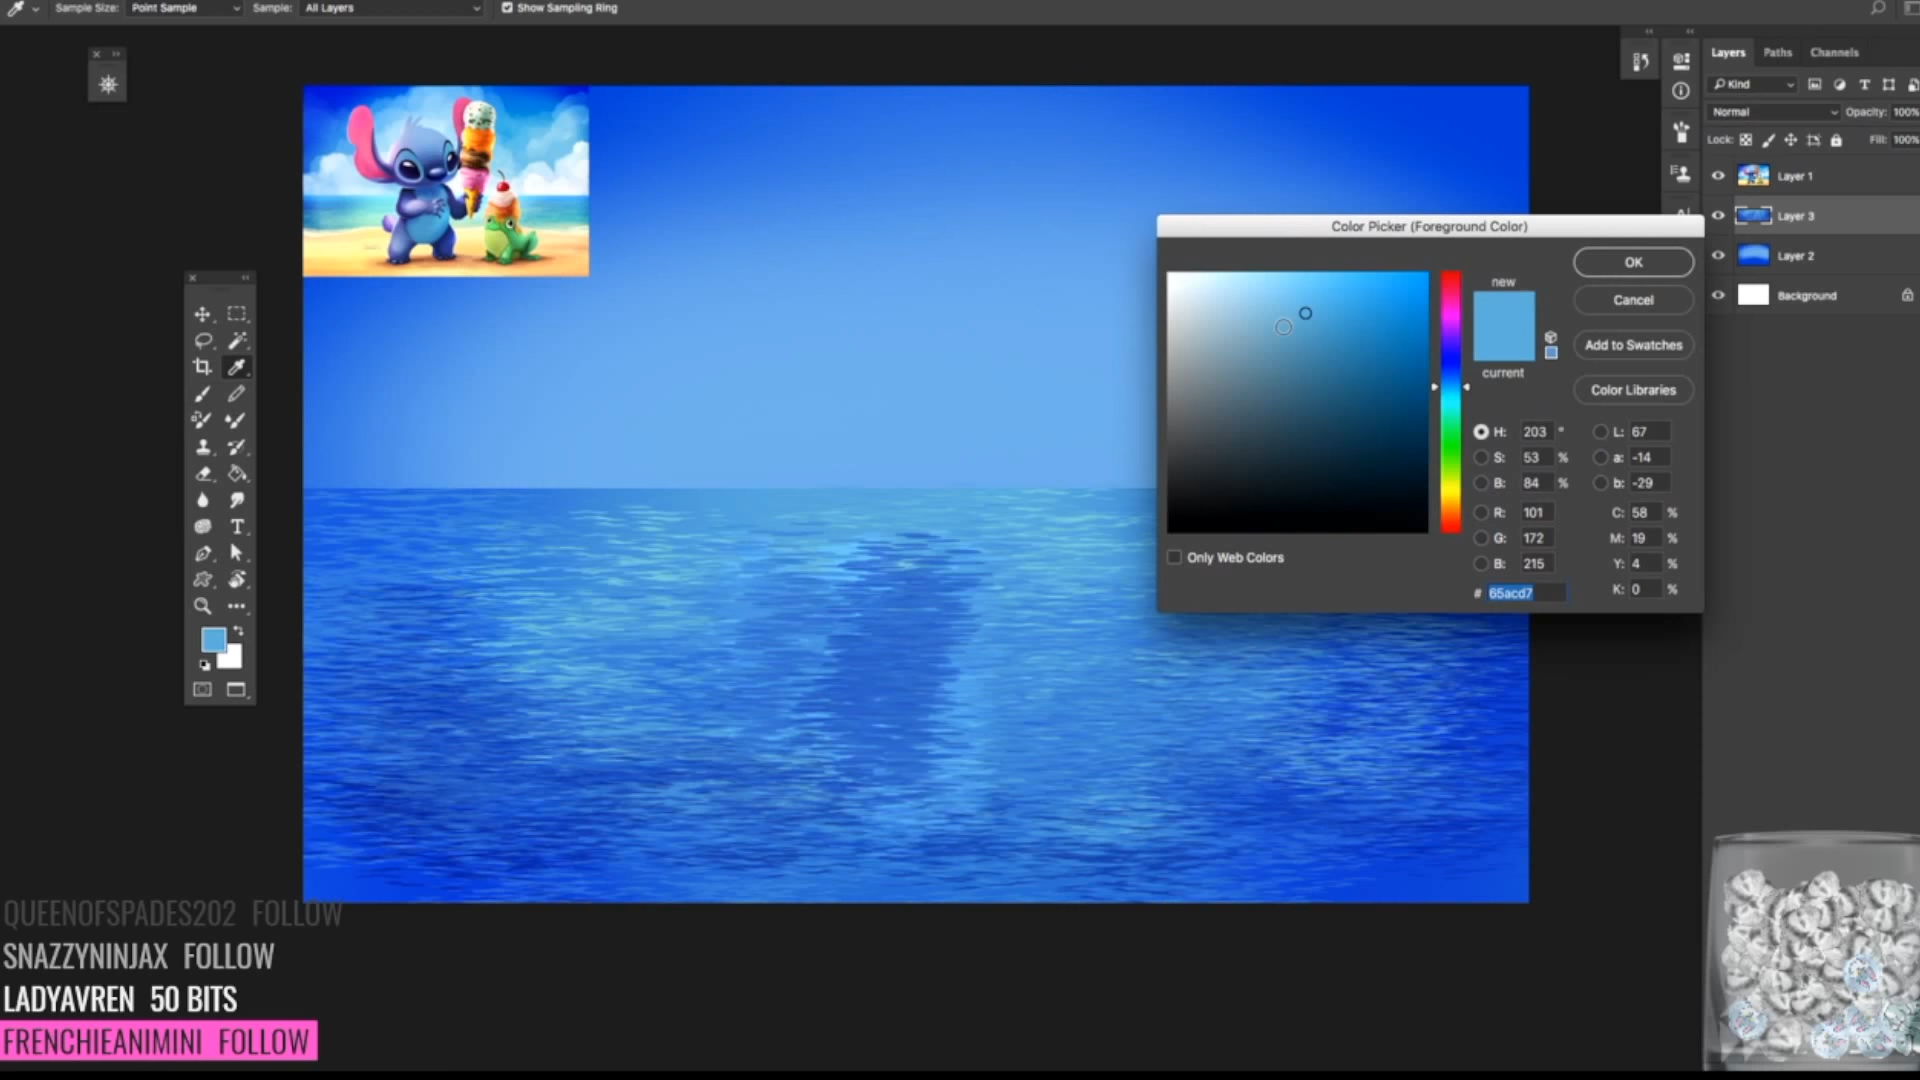 Sample Size: Point Sample Sample: All Layers Show Sampling Ring
Layers Paths Channels
Kind
Normal Opacity: 100%
Lock: Fill: 100%
Layer 1
Layer 3
Layer 2
Background
Color Picker (Foreground Color)
new
current
OK
Cancel
Add to Swatches
Color Libraries
H: 203 ° L: 67
S: 53 % a: -14
B: 84 % b: -29
R: 101 C: 58 %
G: 172 M: 19 %
B: 215 Y: 4 %
# 65acd7 K: 0 %
Only Web Colors
QUEENOFSPADES202 FOLLOW
SNAZZYNINJAX FOLLOW
LADYAVREN 50 BITS
FRENCHIEANIMINI FOLLOW